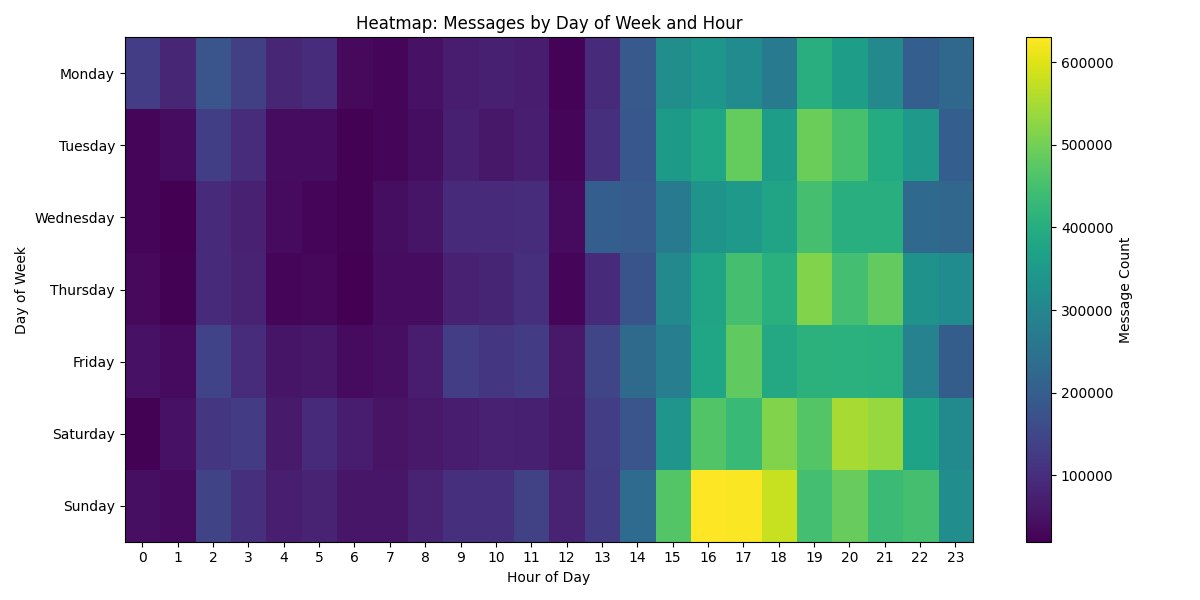 Heatmap: Messages by Day of Week and Hour
Day of Week
Monday
Tuesday
Wednesday
Thursday
Friday
Saturday
Sunday
0 1 2 3 4 5 6 7 8 9 10 11 12 13 14 15 16 17 18 19 20 21 22 23
Hour of Day
600000
500000
400000
300000
200000
100000
Message Count